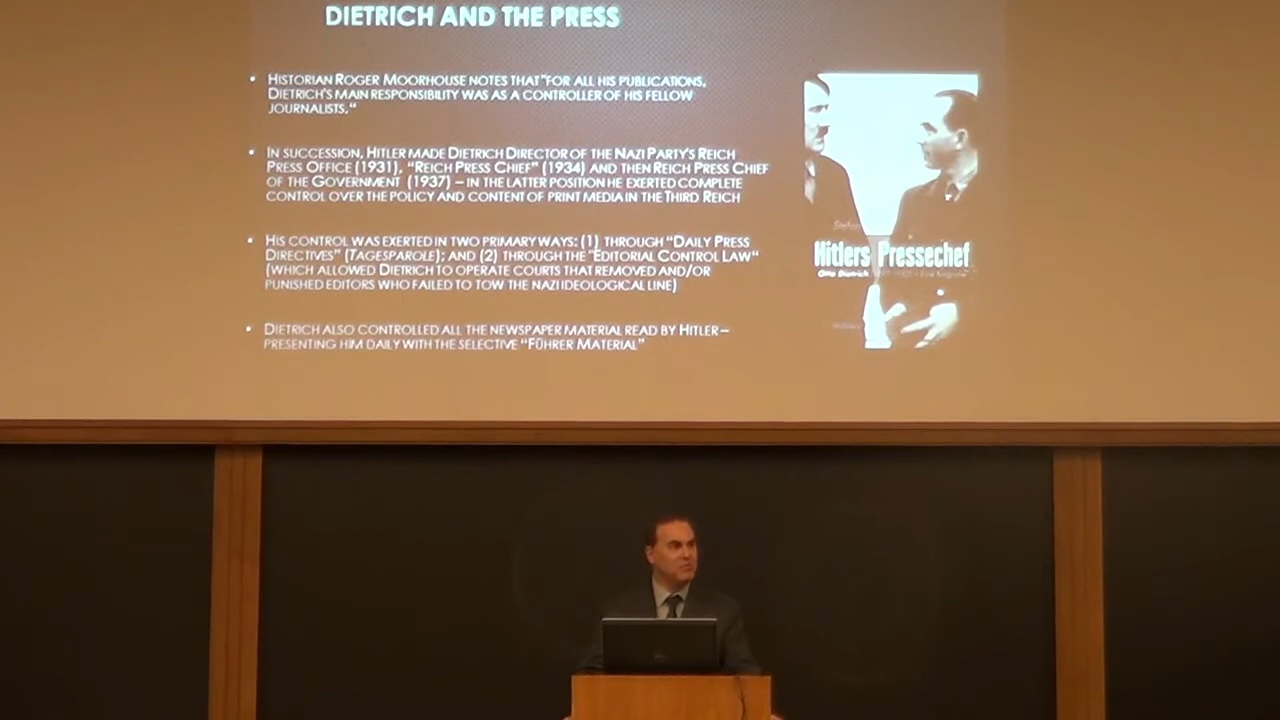 DIETRICH AND THE PRESS
• HISTORIAN ROGER MOORHOUSE NOTES THAT "FOR ALL HIS PUBLICATIONS,
DIETRICH'S MAIN RESPONSIBILITY WAS AS A CONTROLLER OF HIS FELLOW
JOURNALISTS."
• IN SUCCESSION, HITLER MADE DIETRICH DIRECTOR OF THE NAZI PARTY'S REICH
PRESS OFFICE (1931), "REICH PRESS CHIEF" (1934) AND THEN REICH PRESS CHIEF
OF THE GOVERNMENT (1937) – IN THE LATTER POSITION HE EXERTED COMPLETE
CONTROL OVER THE POLICY AND CONTENT OF PRINT MEDIA IN THE THIRD REICH
• HIS CONTROL WAS EXERTED IN TWO PRIMARY WAYS: (1) THROUGH "DAILY PRESS
DIRECTIVES" (TAGESPAROLE); AND (2) THROUGH THE "EDITORIAL CONTROL LAW"
(WHICH ALLOWED DIETRICH TO OPERATE COURTS THAT REMOVED AND/OR
PUNISHED EDITORS WHO FAILED TO TOW THE NAZI IDEOLOGICAL LINE)
• DIETRICH ALSO CONTROLLED ALL THE NEWSPAPER MATERIAL READ BY HITLER –
PRESENTING HIM DAILY WITH THE SELECTIVE "FÜHRER MATERIAL"
Hitlers Pressechef
Otto Dietrich